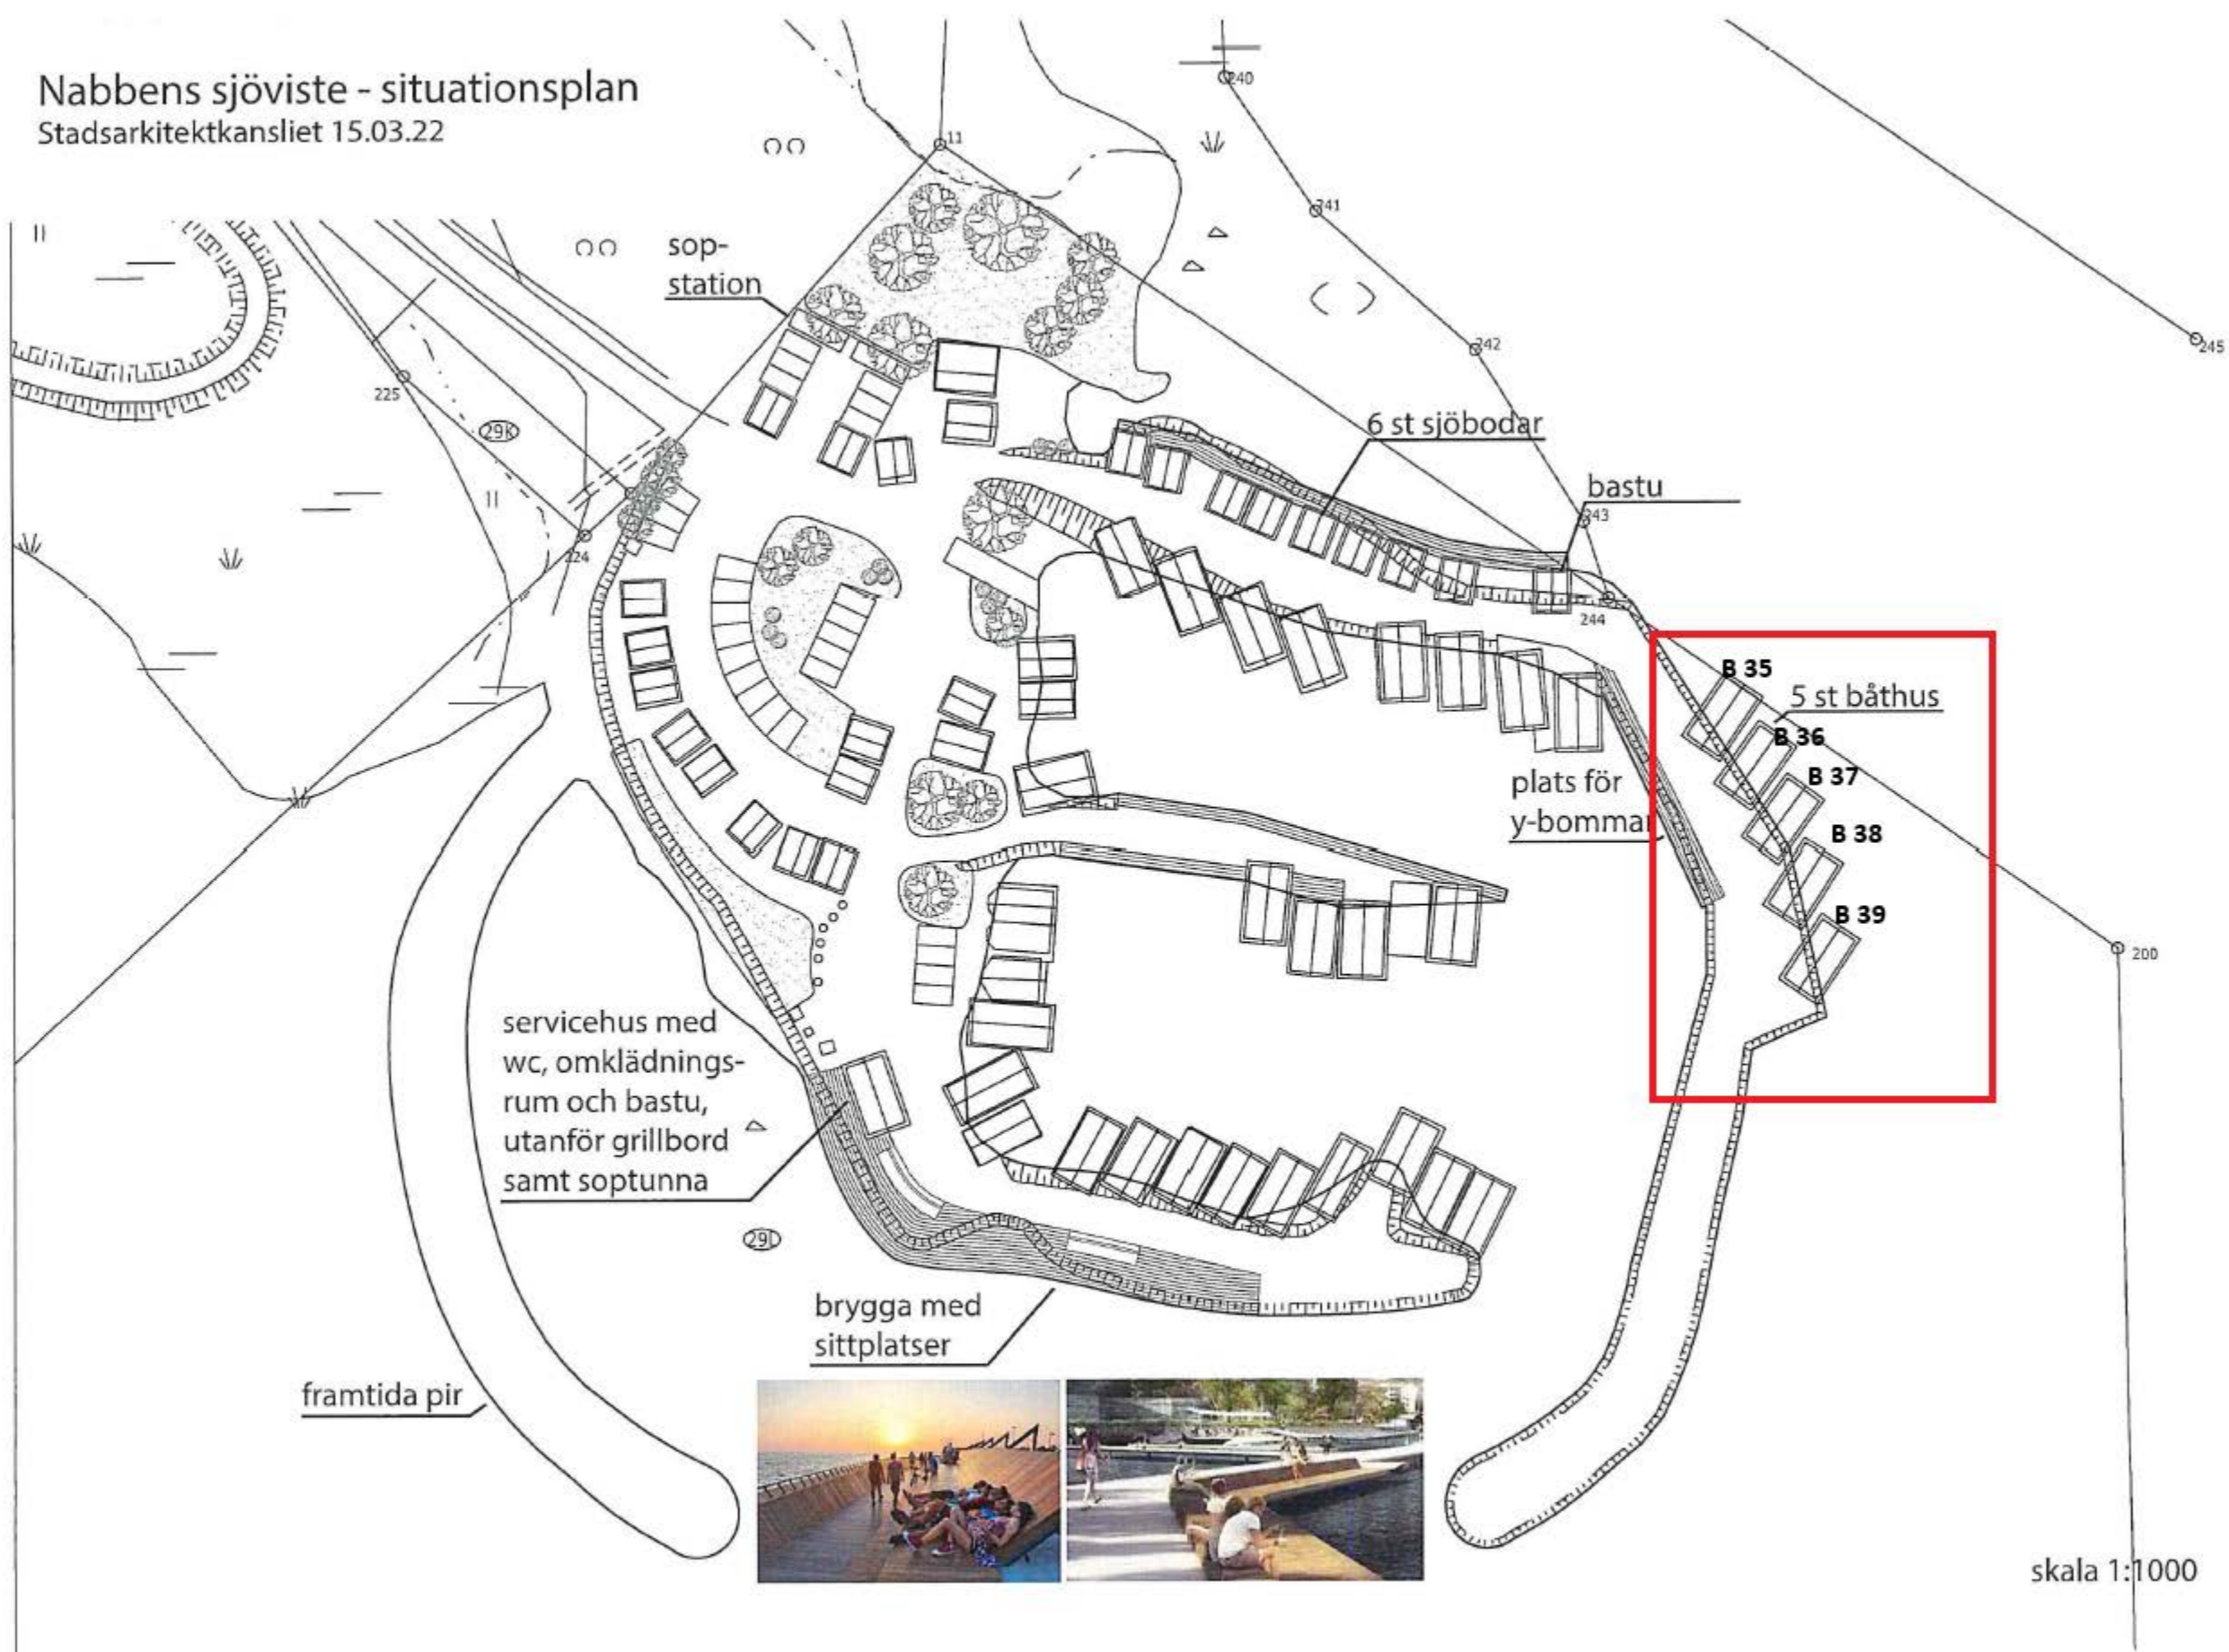 Nabbens sjöviste - situationsplan
Stadsarkitektkansliet 15.03.22
240
11
241
sop-
station
242
245
225
29K
6 st sjöbodar
bastu
243
224
244
B 35
5 st båthus
B 36
B 37
plats för
y-bommar
B 38
B 39
200
servicehus med
wc, omklädnings-
rum och bastu,
utanför grillbord
samt soptunna
29D
brygga med
sittplatser
framtida pir
skala 1:1000